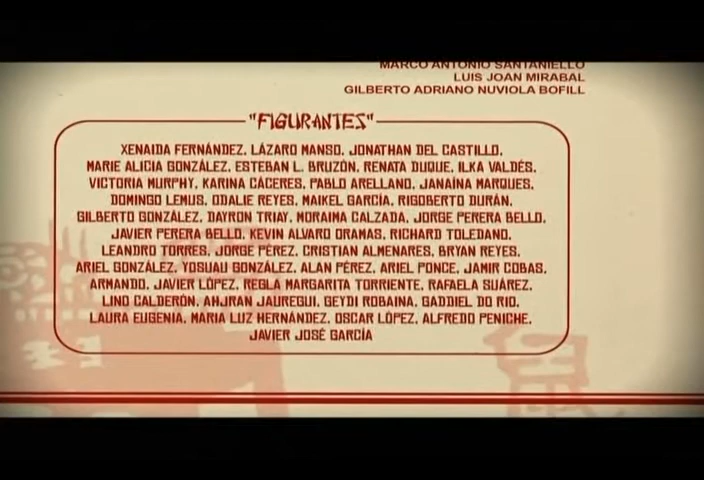 MARCO ANTONIO SANTANIELLO
LUIS JOAN MIRABAL
GILBERTO ADRIANO NUVIOLA BOFILL
"FIGURANTES"
XENAIDA FERNÁNDEZ, LÁZARO MANSO, JONATHAN DEL CASTILLO,
MARIE ALICIA GONZÁLEZ, ESTEBAN L. BRUZÓN, RENATA DUQUE, ILKA VALDÉS,
VICTORIA MURPHY, KARINA CÁCERES, PABLO ARELLANO, JANAÍNA MARQUES,
DOMINGO LEMUS, ODALIE REYES, MAIKEL GARCÍA, RIGOBERTO DURÁN,
GILBERTO GONZÁLEZ, DAYRON TRIAY, MORAIMA CALZADA, JORGE PERERA BELLO,
JAVIER PERERA BELLO, KEVIN ALVARO ORAMAS, RICHARD TOLEDANO,
LEANDRO TORRES, JORGE PÉREZ, CRISTIAN ALMENARES, BRYAN REYES,
ARIEL GONZÁLEZ, YOSUAU GONZÁLEZ, ALAN PÉREZ, ARIEL PONCE, JAMIR COBAS,
ARMANDO, JAVIER LÓPEZ, REGLA MARGARITA TORRIENTE, RAFAELA SUÁREZ,
LINO CALDERÓN, AHJRAN JAUREGUI, GEYDI ROBAINA, GADDIEL DO RIO,
LAURA EUGENIA, MARIA LUZ HERNÁNDEZ, OSCAR LÓPEZ, ALFREDO PENICHE,
JAVIER JOSÉ GARCÍA
鼠